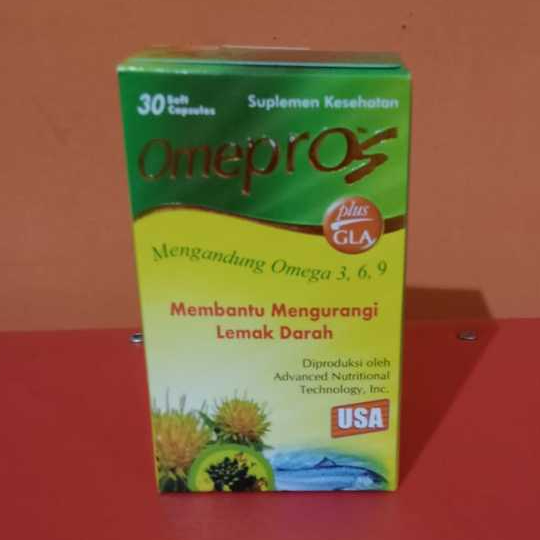 30 Soft Capsules
Suplemen Kesehatan
Omepros
plus
GLA
Mengandung Omega 3, 6, 9
Membantu Mengurangi
Lemak Darah
Diproduksi oleh
Advanced Nutritional
Technology, Inc.
USA